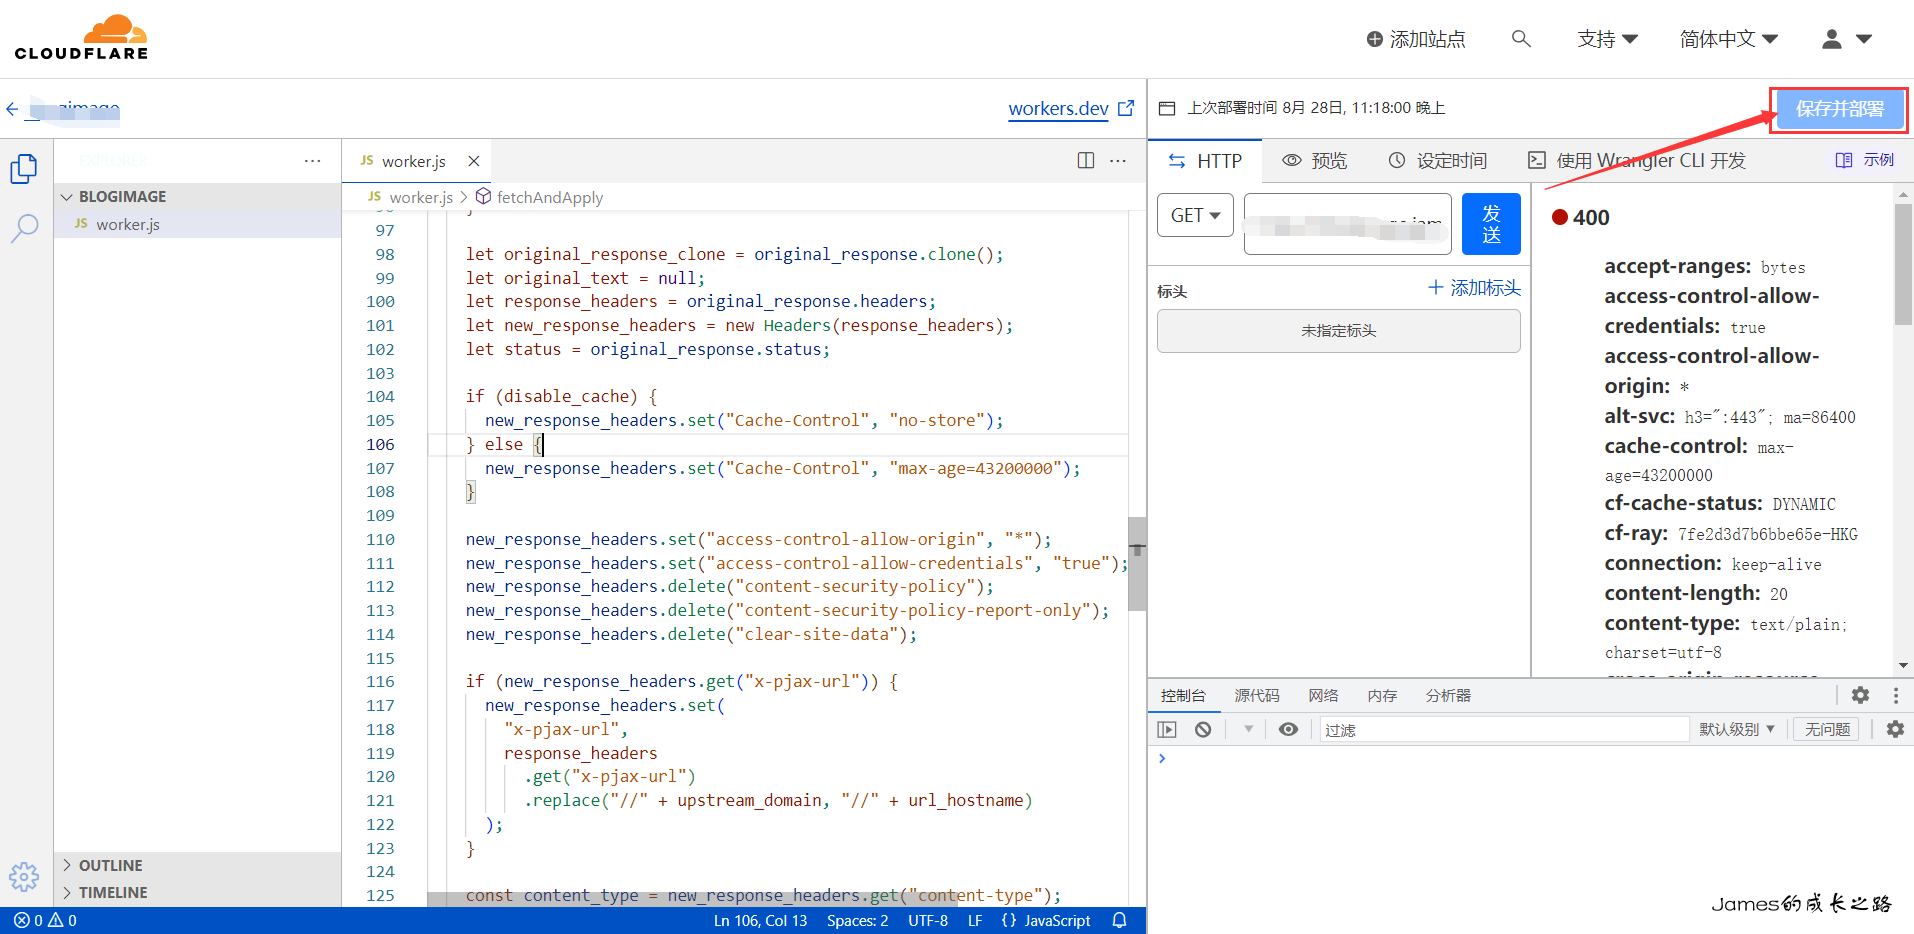 CLOUDFLARE
添加站点
支持
简体中文
workers.dev
上次部署时间 8月 28日, 11:18:00 晚上
保存并部署
JS worker.js
HTTP
预览
设定时间
使用 Wrangler CLI 开发
示例
BLOGIMAGE
JS worker.js
JS worker.js > fetchAndApply
GET
发送
标头
添加标头
未指定标头
97
98 let original_response_clone = original_response.clone();
99 let original_text = null;
100 let response_headers = original_response.headers;
101 let new_response_headers = new Headers(response_headers);
102 let status = original_response.status;
103
104 if (disable_cache) {
105 new_response_headers.set("Cache-Control", "no-store");
106 } else {
107 new_response_headers.set("Cache-Control", "max-age=43200000");
108 }
109
110 new_response_headers.set("access-control-allow-origin", "*");
111 new_response_headers.set("access-control-allow-credentials", "true");
112 new_response_headers.delete("content-security-policy");
113 new_response_headers.delete("content-security-policy-report-only");
114 new_response_headers.delete("clear-site-data");
115
116 if (new_response_headers.get("x-pjax-url")) {
117 new_response_headers.set(
118 "x-pjax-url",
119 response_headers
120 .get("x-pjax-url")
121 .replace("//" + upstream_domain, "//" + url_hostname)
122 );
123 }
124
125 const content_type = new_response_headers.get("content-type");
400
accept-ranges: bytes
access-control-allow-
credentials: true
access-control-allow-
origin: *
alt-svc: h3=":443"; ma=86400
cache-control: max-
age=43200000
cf-cache-status: DYNAMIC
cf-ray: 7fe2d3d7b6bbe65e-HKG
connection: keep-alive
content-length: 20
content-type: text/plain;
charset=utf-8
控制台
源代码
网络
内存
分析器
过滤
默认级别
无问题
OUTLINE
TIMELINE
0 0
Ln 106, Col 13
Spaces: 2
UTF-8
LF
{} JavaScript
James的成长之路